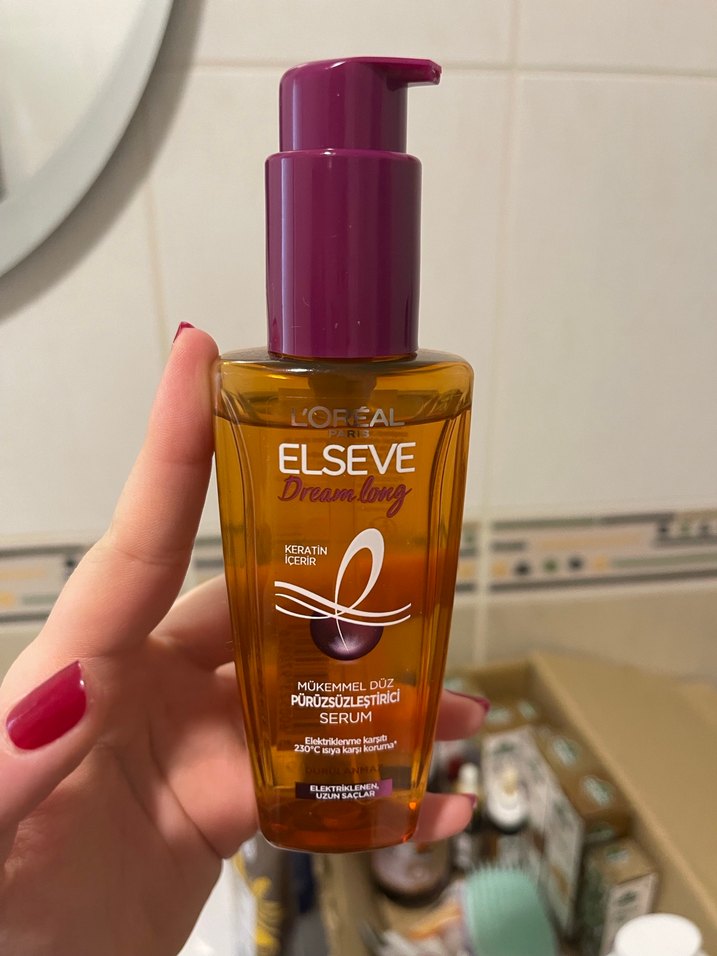 L'ORÉAL
PARIS
ELSEVE
Dream long
KERATİN
İÇERİR
MÜKEMMEL DÜZ
PÜRÜZSÜZLEŞTİRİCİ
SERUM
Elektriklenme karşıtı
230°C ısıya karşı koruma*
DURULANMAZ
ELEKTRİKLENEN,
UZUN SAÇLAR